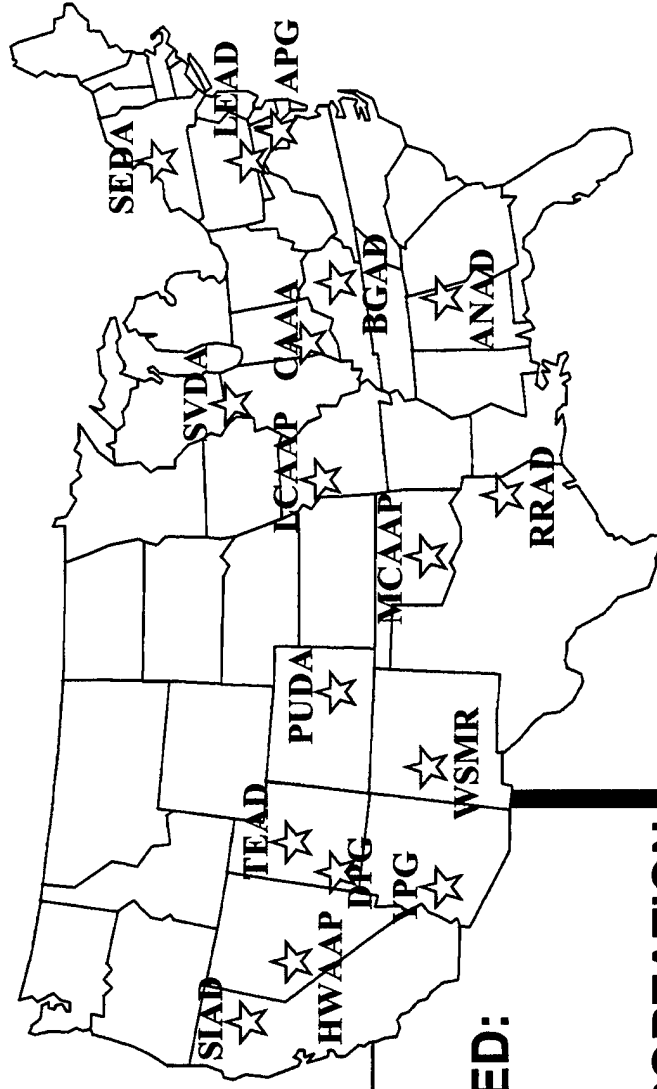 SEDA
LEAD
APG
SVDA
CAAA
BGAD
ANAD
LCAAP
MCAAP
RRAD
PUDA
WSMR
TEAD
DPG
YPG
SIAD
HWAAP
ED: